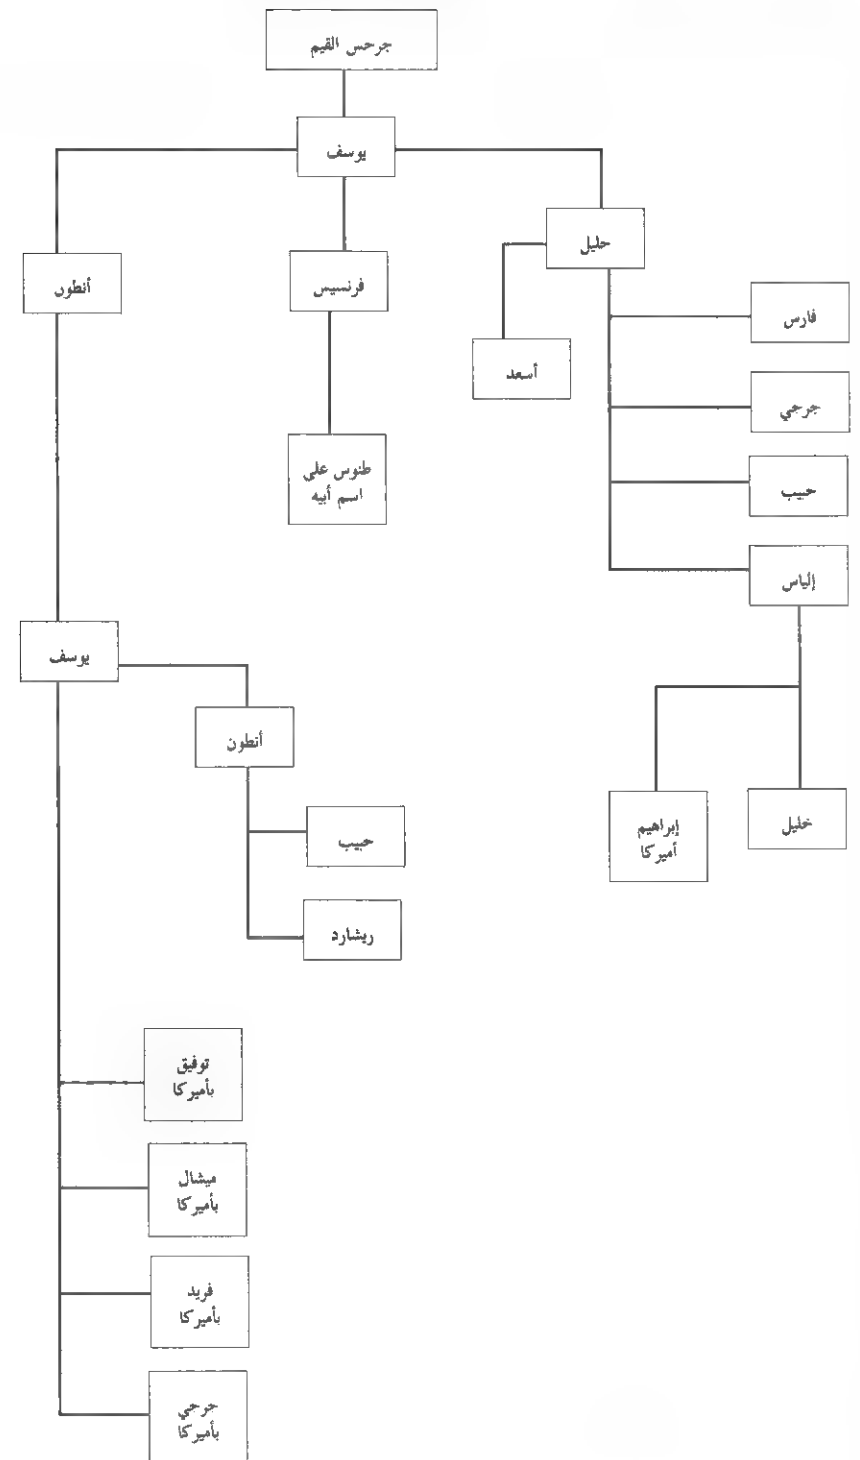 جرجس القيم
يوسف
خليل
فرنسيس
أنطون
فارس
أسعد
جرجي
طنوس على
اسم أبيه
حبيب
إلياس
يوسف
أنطون
خليل
إبراهيم
أميركا
حبيب
ريشارد
توفيق
بأميركا
ميشال
بأميركا
فريد
بأميركا
جرجي
بأميركا